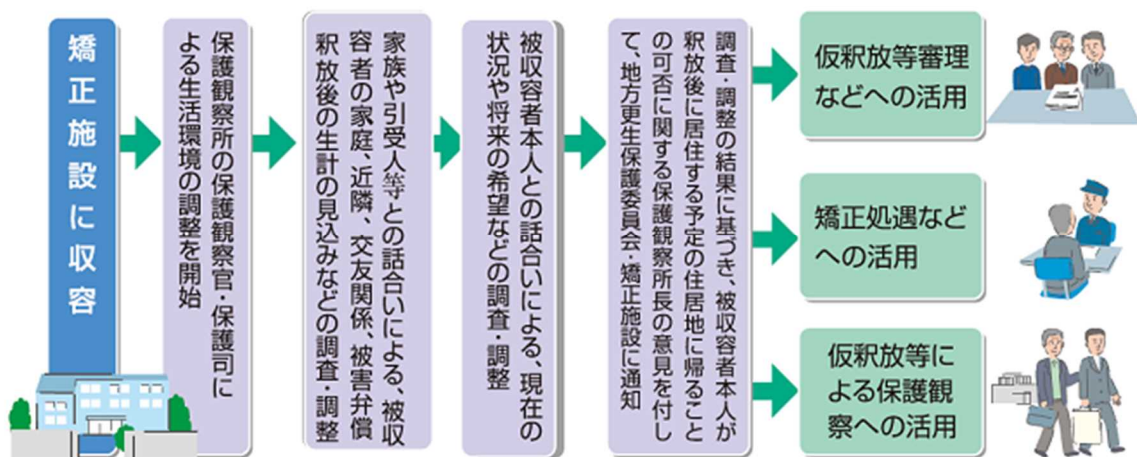 矯正施設に収容
保護観察所の保護観察官・保護司に
よる生活環境の調整を開始
家族や引受人等との話合いによる、被収
容者の家庭、近隣、交友関係、被害弁償
釈放後の生計の見込みなどの調査・調整
被収容者本人との話合いによる、現在の
状況や将来の希望などの調査・調整
調査・調整の結果に基づき、被収容者本人が
釈放後に居住する予定の住居地に帰ること
の可否に関する保護観察所長の意見を付し
て、地方更生保護委員会・矯正施設に通知
仮釈放等審理
などへの活用
矯正処遇など
への活用
仮釈放等に
よる保護観
察への活用